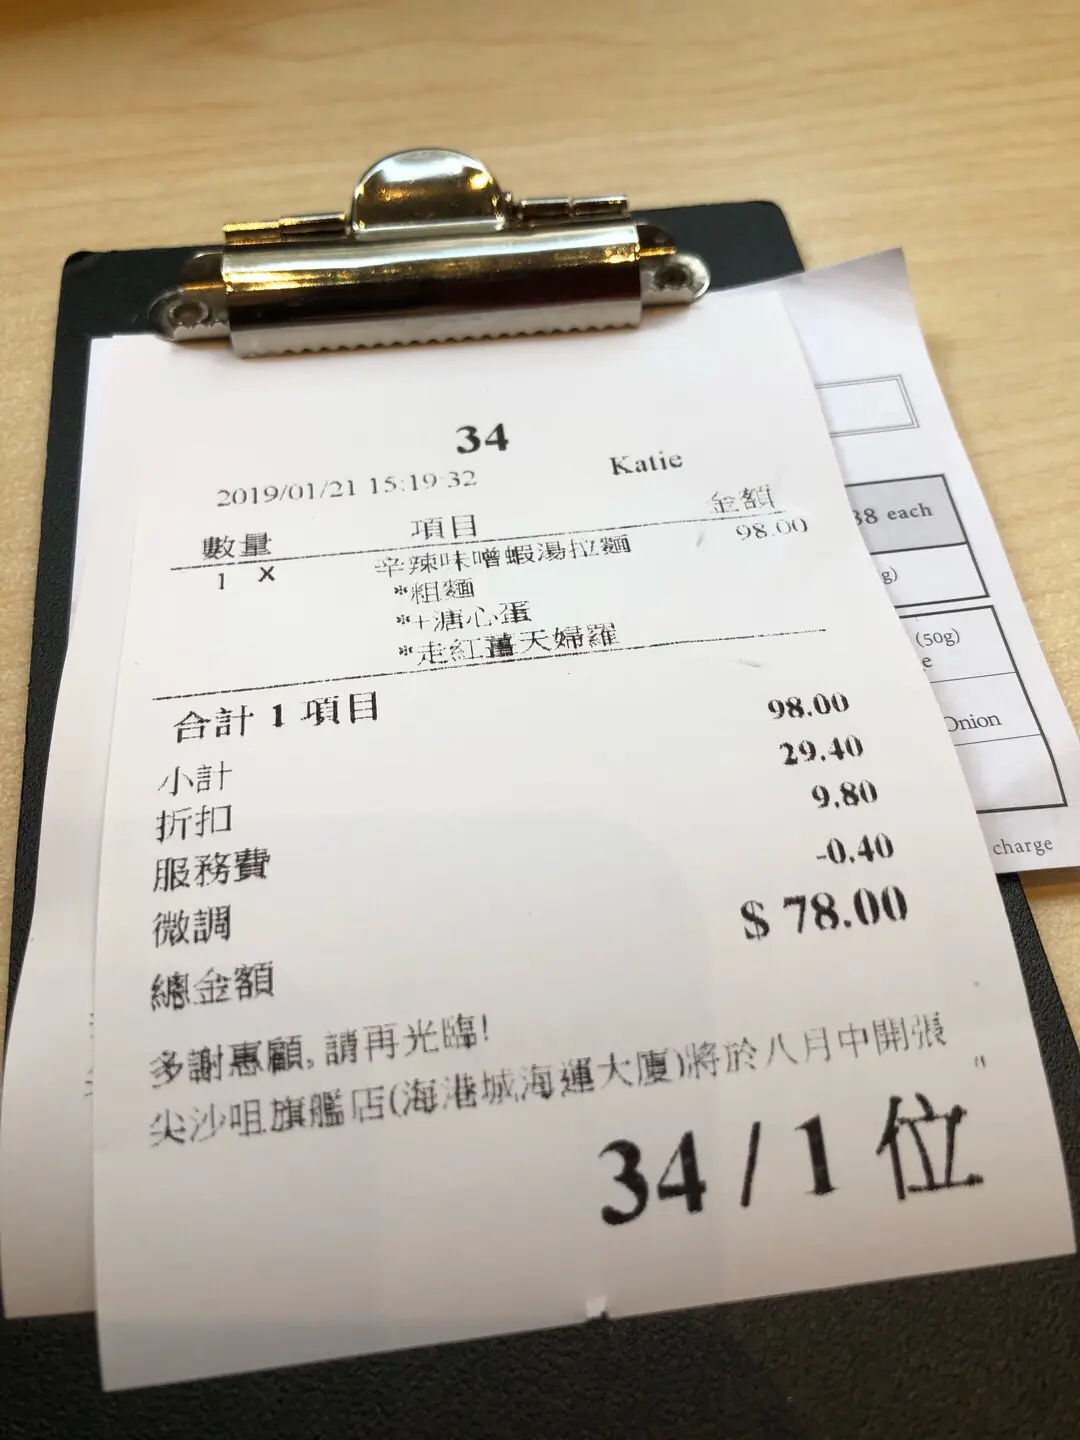 34
2019/01/21 15:19:32 Katie
數量 項目 金額
1 x 辛辣味噌蝦湯拉麵 98.00
*粗麵
*+溏心蛋
*走紅薑天婦羅
合計 1 項目
小計 98.00
折扣 29.40
服務費 9.80
微調 -0.40
總金額 $ 78.00
多謝惠顧, 請再光臨!
尖沙咀旗艦店(海港城海運大廈)將於八月中開張
34 / 1 位
38 each
g)
(50g)
e
Onion
charge